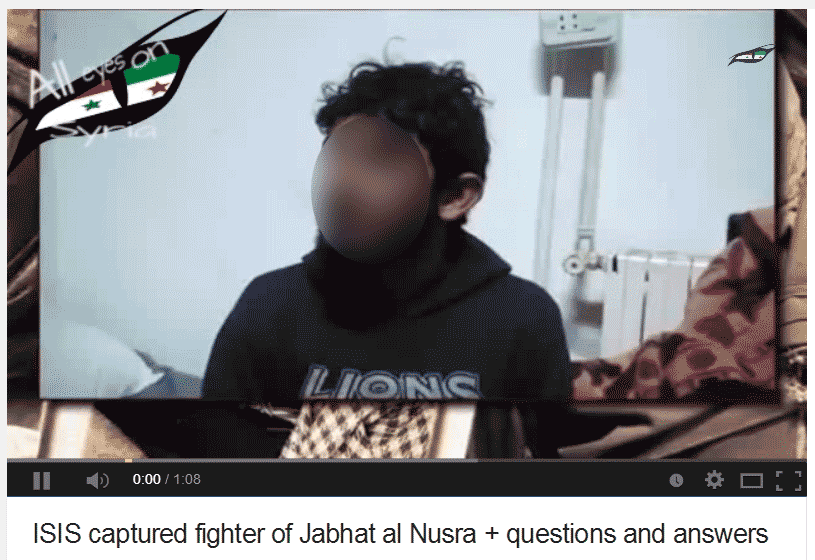 All eyes on
Syria
LIONS
0:00 / 1:08
ISIS captured fighter of Jabhat al Nusra + questions and answers